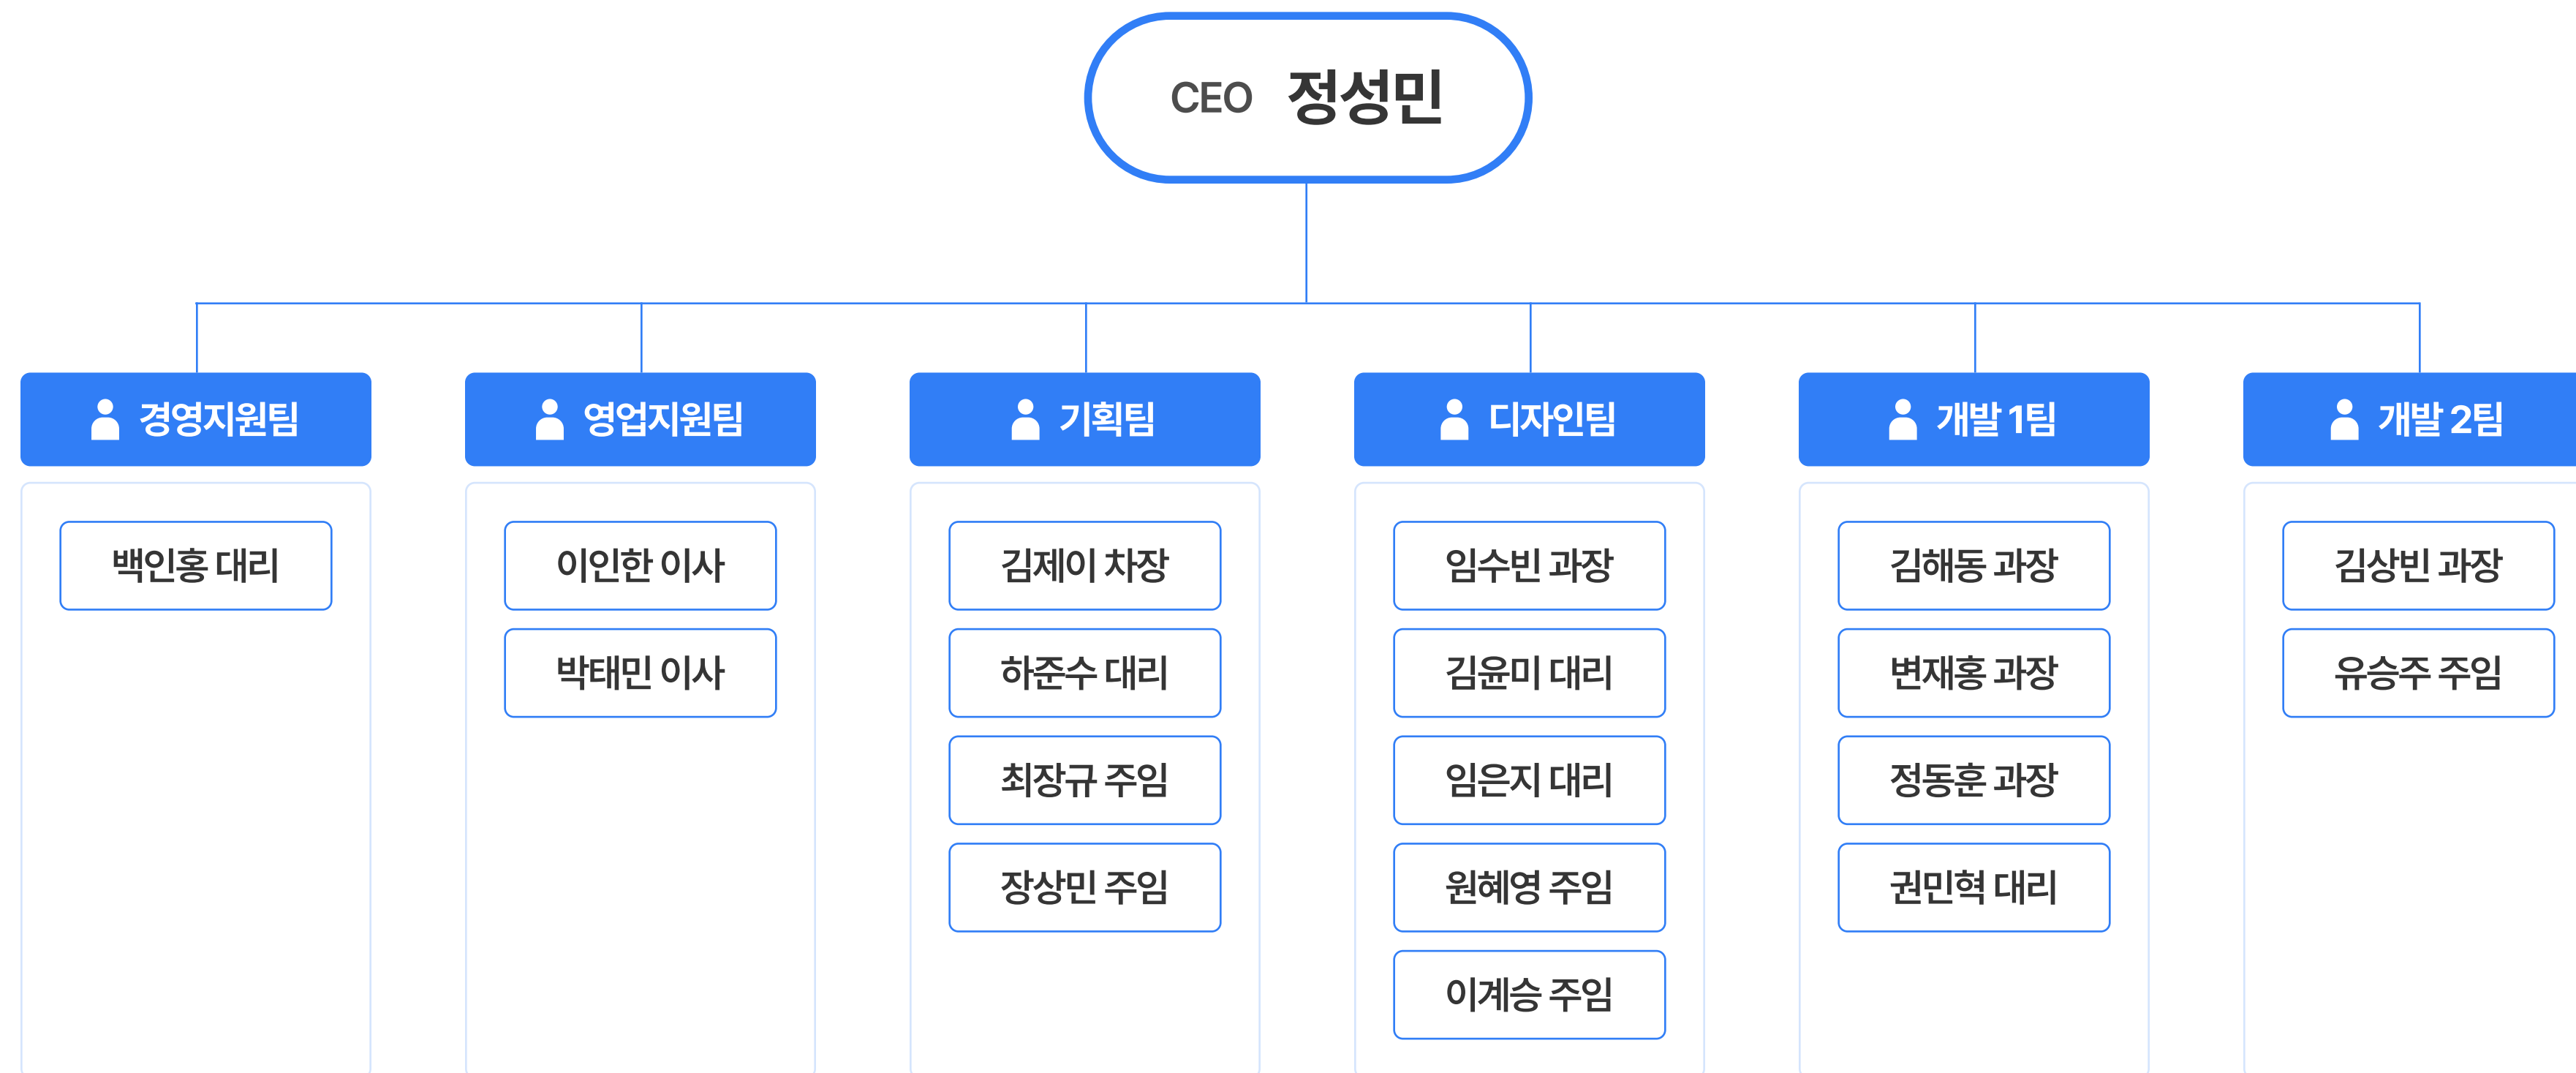 CEO 정성민
경영지원팀
백인홍 대리
영업지원팀
이인한 이사
박태민 이사
기획팀
김제이 차장
하준수 대리
최장규 주임
장상민 주임
디자인팀
임수빈 과장
김윤미 대리
임은지 대리
원혜영 주임
이계승 주임
개발 1팀
김해동 과장
변재홍 과장
정동훈 과장
권민혁 대리
개발 2팀
김상빈 과장
유승주 주임